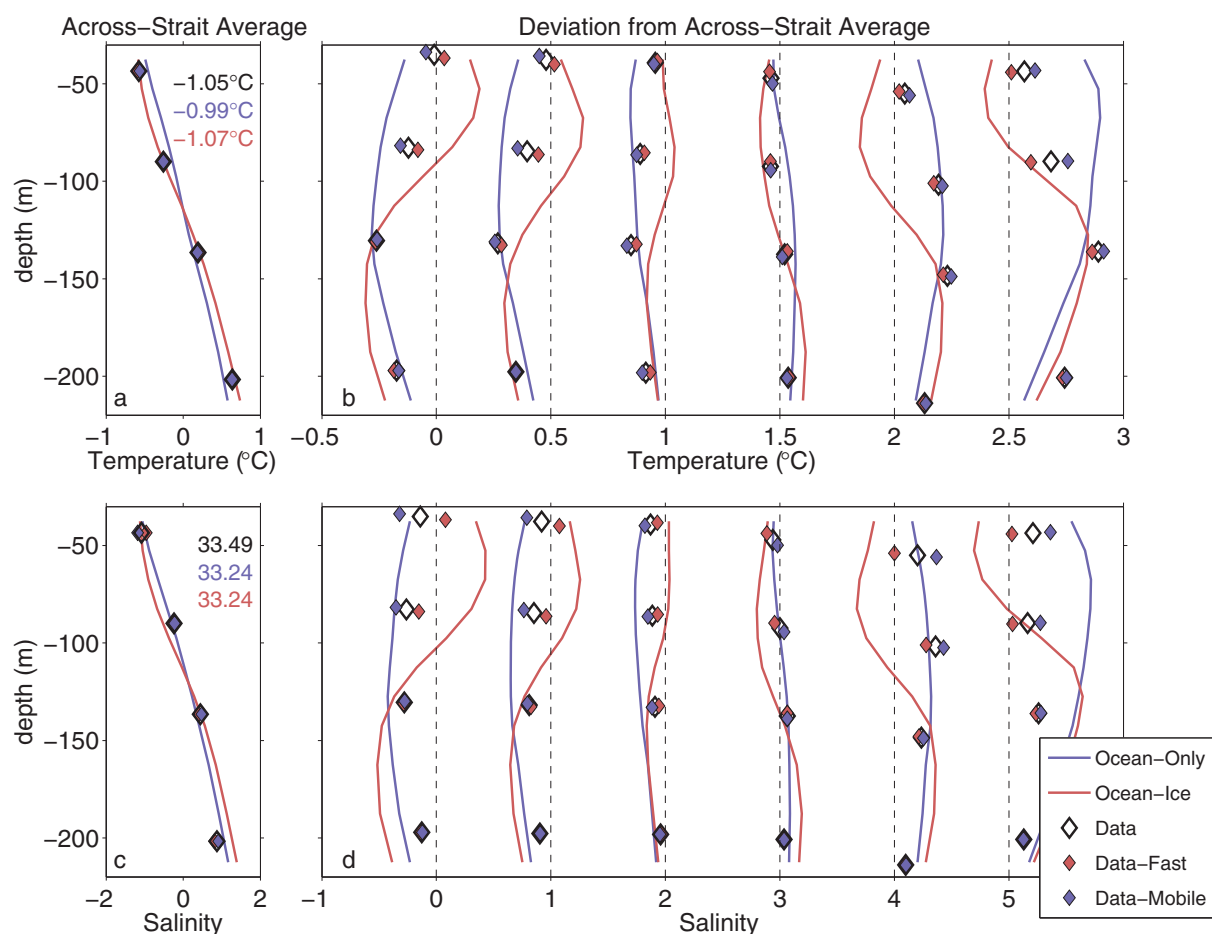 Across−Strait Average
Deviation from Across−Strait Average
−50
−100
−150
−200
depth (m)
−1.05°C
−0.99°C
−1.07°C
a
b
−1 0 1
−0.5 0 0.5 1 1.5 2 2.5 3
Temperature (°C)
Temperature (°C)
−50
−100
−150
−200
depth (m)
33.49
33.24
33.24
c
d
Ocean−Only
Ocean−Ice
Data
Data−Fast
Data−Mobile
−2 0 2
−1 0 1 2 3 4 5
Salinity
Salinity